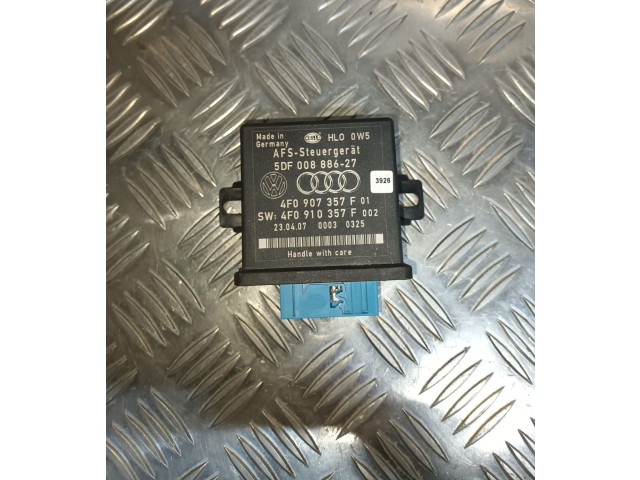 Made in
Germany
HLO 0W5
AFS-Steuergerät
5DF 008 886-27
3926
4F0 907 357 F 01
SW: 4F0 910 357 F 002
23.04.07 0003 0325
Handle with care